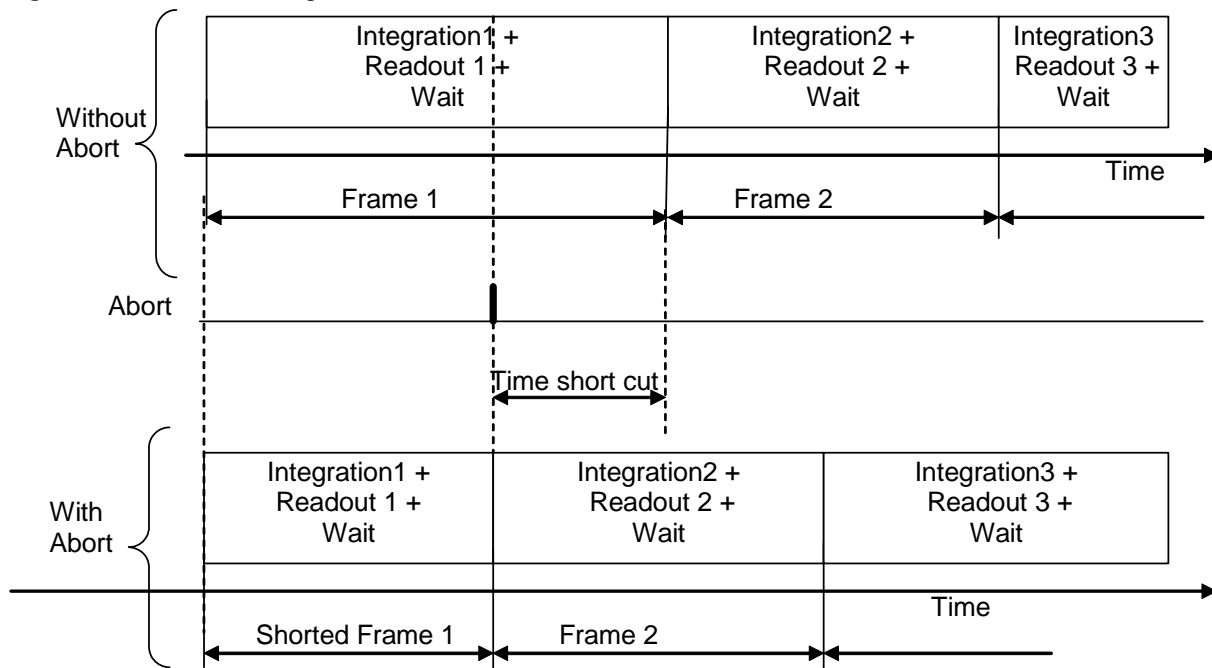 Integration1 +
Readout 1 +
Wait
Integration2 +
Readout 2 +
Wait
Integration3
Readout 3 +
Wait
Without
Abort
Time
Frame 1
Frame 2
Abort
Time short cut
Integration1 +
Readout 1 +
Wait
Integration2 +
Readout 2 +
Wait
Integration3 +
Readout 3 +
Wait
With
Abort
Time
Shorted Frame 1
Frame 2